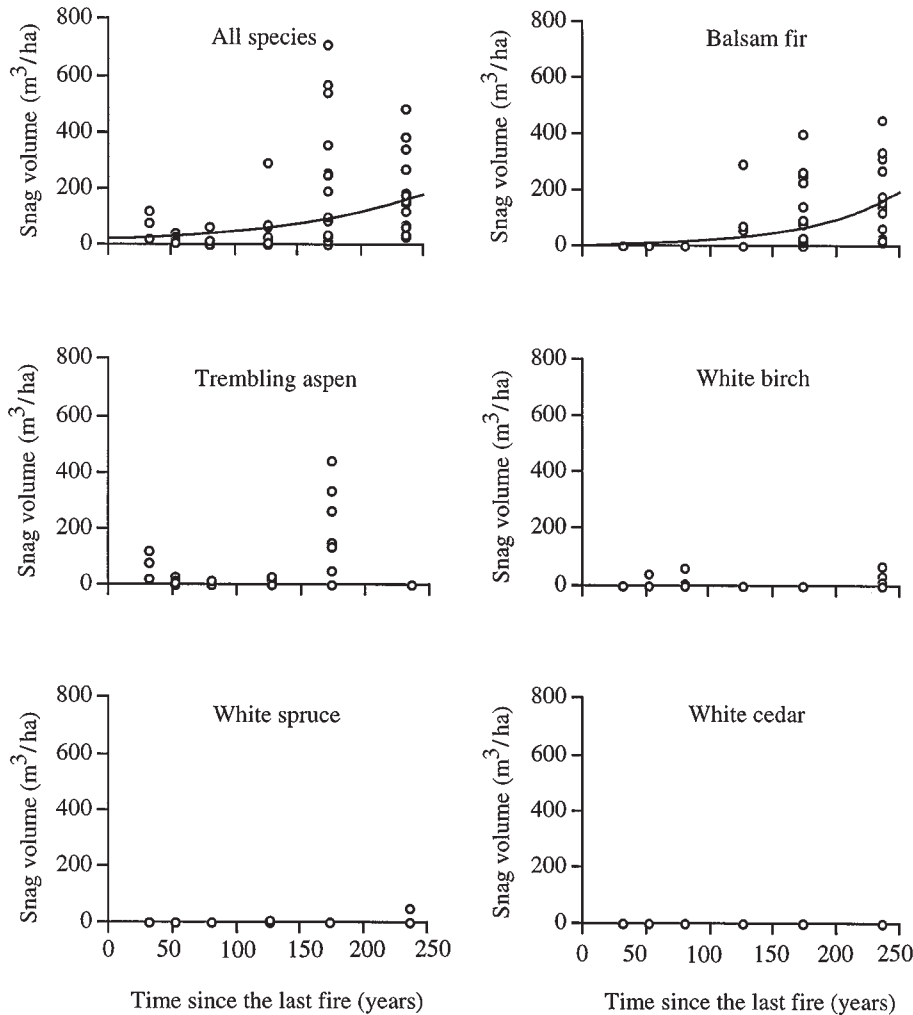 All species
Snag volume (m³/ha)
800
600
400
200
0
Balsam fir
Snag volume (m³/ha)
800
600
400
200
0
Trembling aspen
Snag volume (m³/ha)
800
600
400
200
0
White birch
Snag volume (m³/ha)
800
600
400
200
0
White spruce
Snag volume (m³/ha)
800
600
400
200
0
0 50 100 150 200 250
Time since the last fire (years)
White cedar
Snag volume (m³/ha)
800
600
400
200
0
0 50 100 150 200 250
Time since the last fire (years)